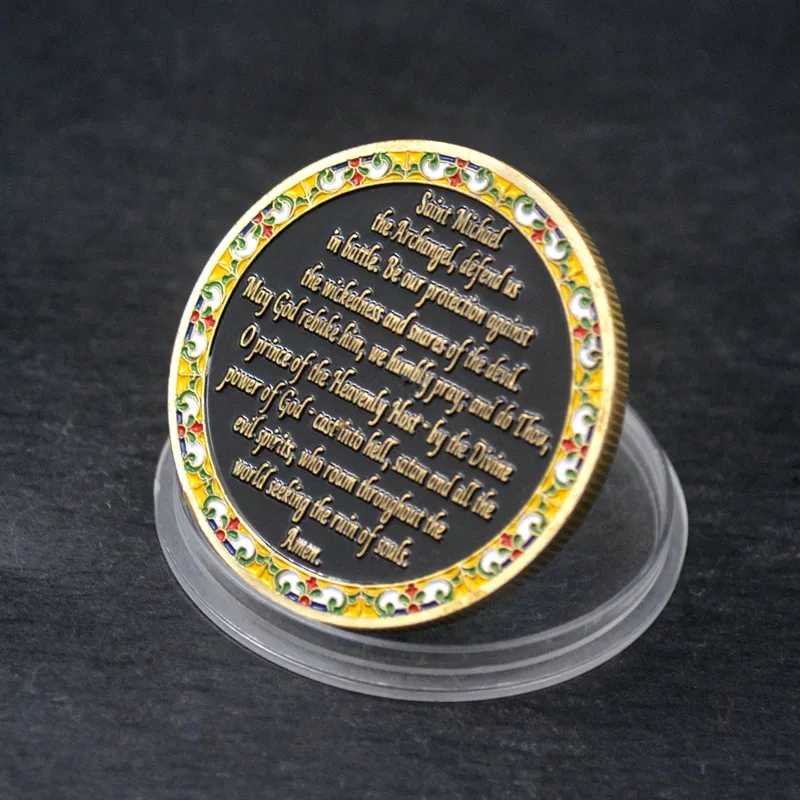 Saint Michael
the Archangel, defend us
in battle. Be our protection against
the wickedness and snares of the devil.
May God rebuke him, we humbly pray; and do Thou,
O prince of the Heavenly Host - by the Divine
power of God - cast into hell, satan and all the
evil spirits, who roam throughout the
world seeking the ruin of souls.
Amen.